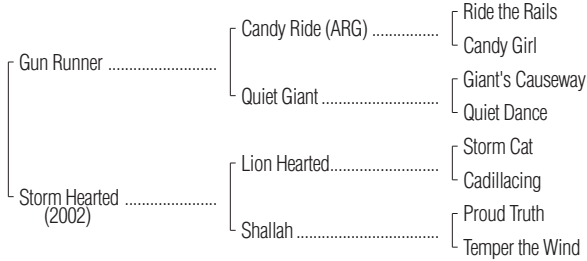 Ride the Rails
Candy Ride (ARG) ................
Candy Girl
Gun Runner ..........................
Giant's Causeway
Quiet Giant ............................
Quiet Dance
Storm Cat
Lion Hearted..........................
Cadillacing
Storm Hearted ......................
(2002)
Proud Truth
Shallah ..................................
Temper the Wind